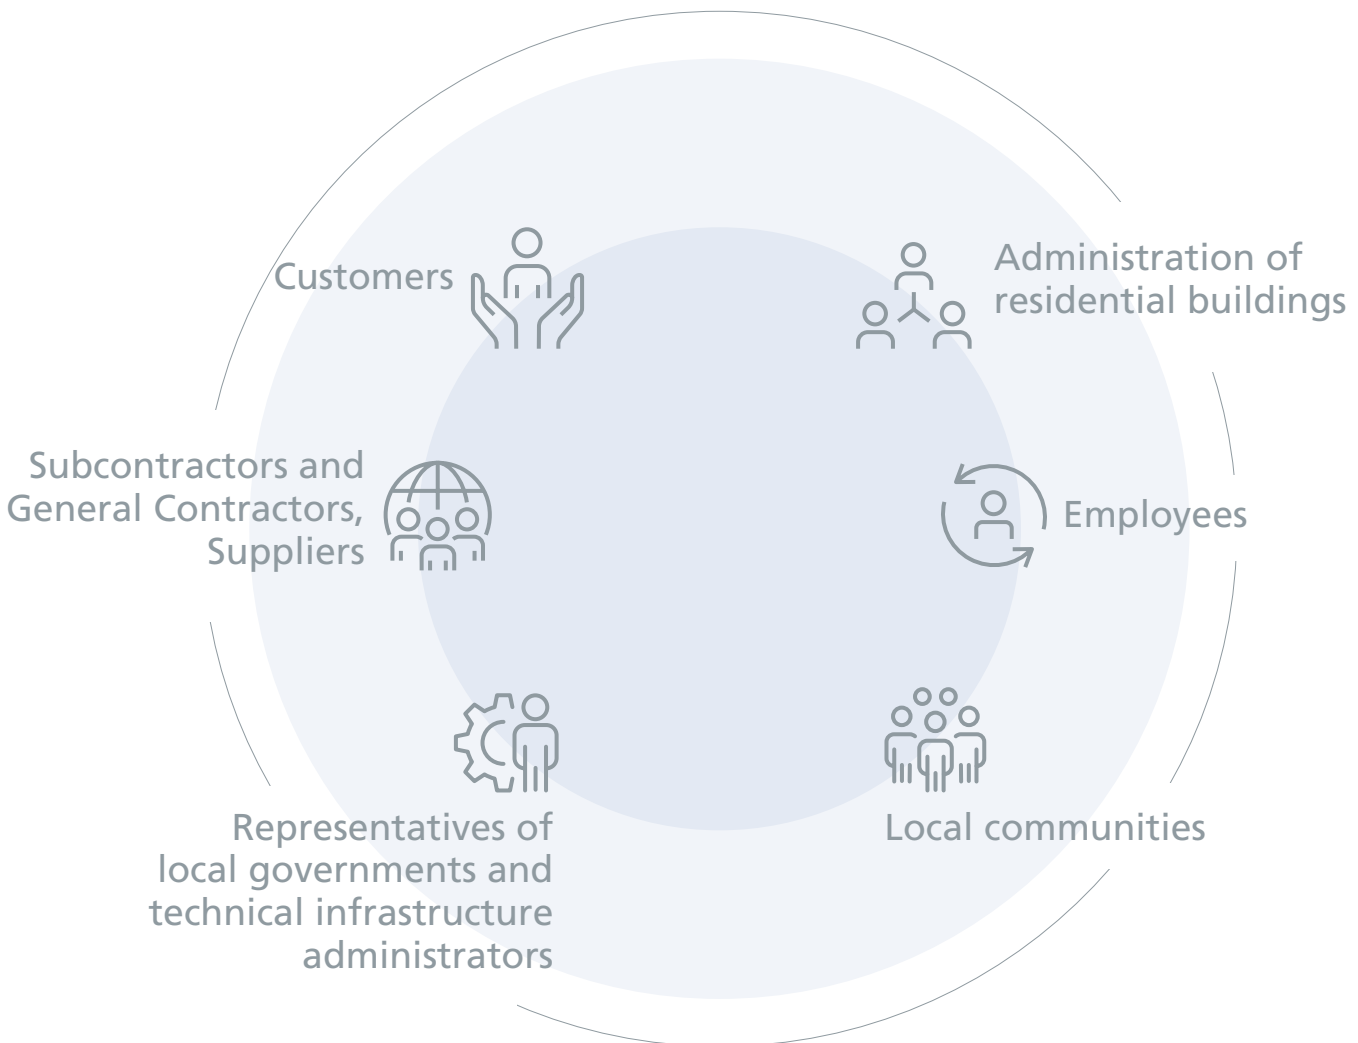 Customers
Administration of
residential buildings
Subcontractors and
General Contractors,
Suppliers
Employees
Representatives of
local governments and
technical infrastructure
administrators
Local communities